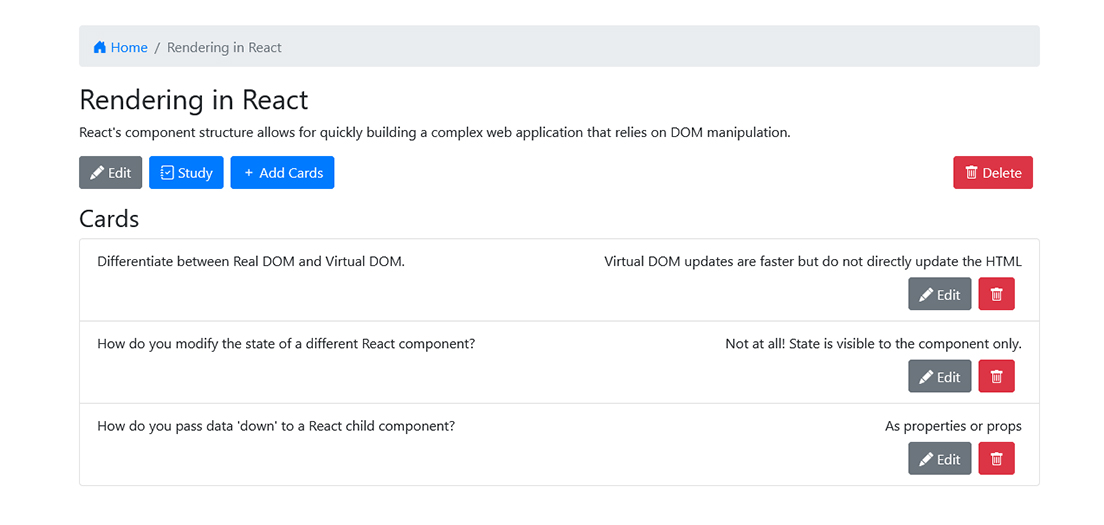 Home / Rendering in React
Rendering in React
React's component structure allows for quickly building a complex web application that relies on DOM manipulation.
Edit Study + Add Cards Delete
Cards
Differentiate between Real DOM and Virtual DOM. Virtual DOM updates are faster but do not directly update the HTML
Edit
How do you modify the state of a different React component? Not at all! State is visible to the component only.
Edit
How do you pass data 'down' to a React child component? As properties or props
Edit